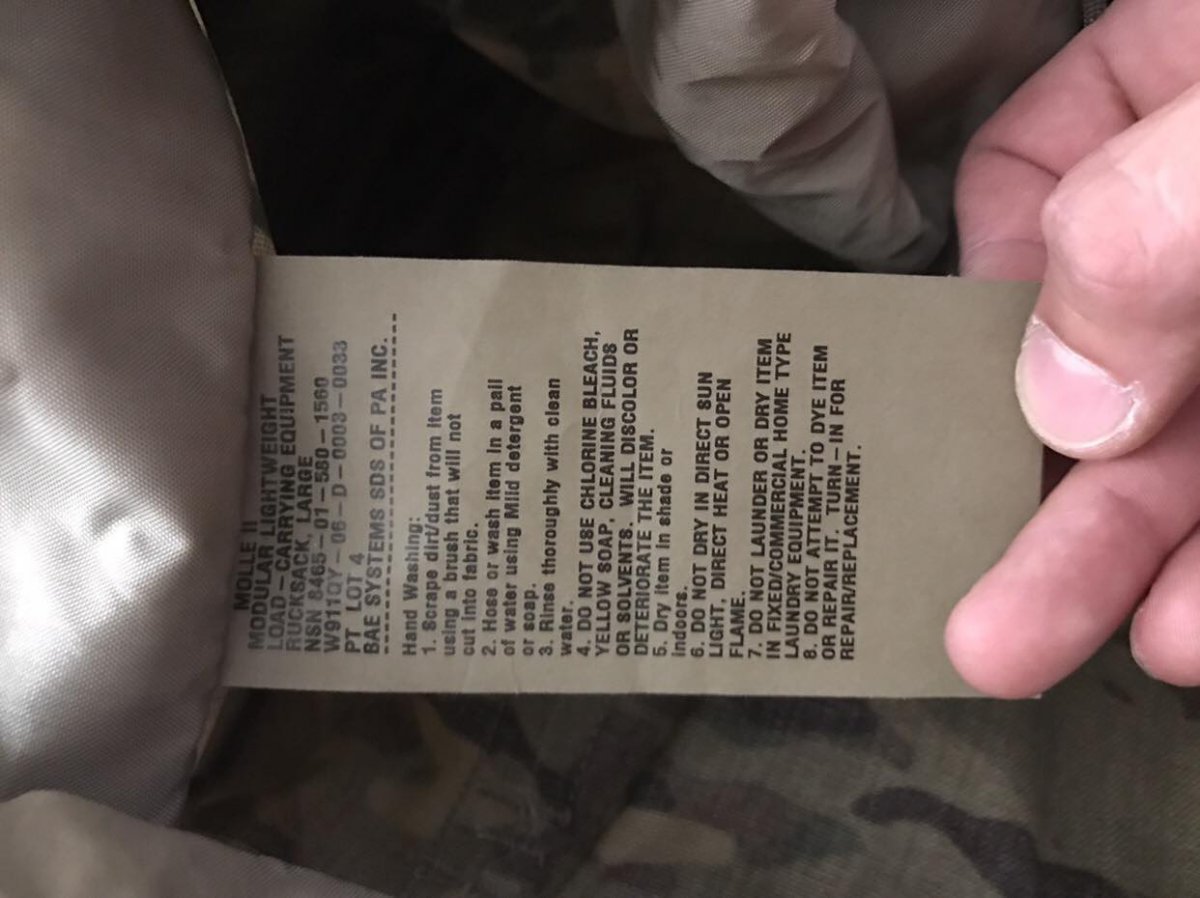 MOLLE II
MODULAR LIGHTWEIGHT
LOAD-CARRYING EQUIPMENT
RUCKSACK, LARGE
NSN 8465-01-580-1560
W911QY-06-D-0003-0033
PT LOT 4
BAE SYSTEMS SDS OF PA INC.
Hand Washing:
1. Scrape dirt/dust from item
using a brush that will not
cut into fabric.
2. Hose or wash item in a pail
of water using Mild detergent
or soap.
3. Rinse thoroughly with clean
water.
4. DO NOT USE CHLORINE BLEACH,
YELLOW SOAP, CLEANING FLUIDS
OR SOLVENTS. WILL DISCOLOR OR
DETERIORATE THE ITEM.
5. Dry item in shade or
indoors.
6. DO NOT DRY IN DIRECT SUN
LIGHT, DIRECT HEAT OR OPEN
FLAME.
7. DO NOT LAUNDER OR DRY ITEM
IN FIXED/COMMERCIAL HOME TYPE
LAUNDRY EQUIPMENT.
8. DO NOT ATTEMPT TO DYE ITEM
OR REPAIR IT. TURN-IN FOR
REPAIR/REPLACEMENT.